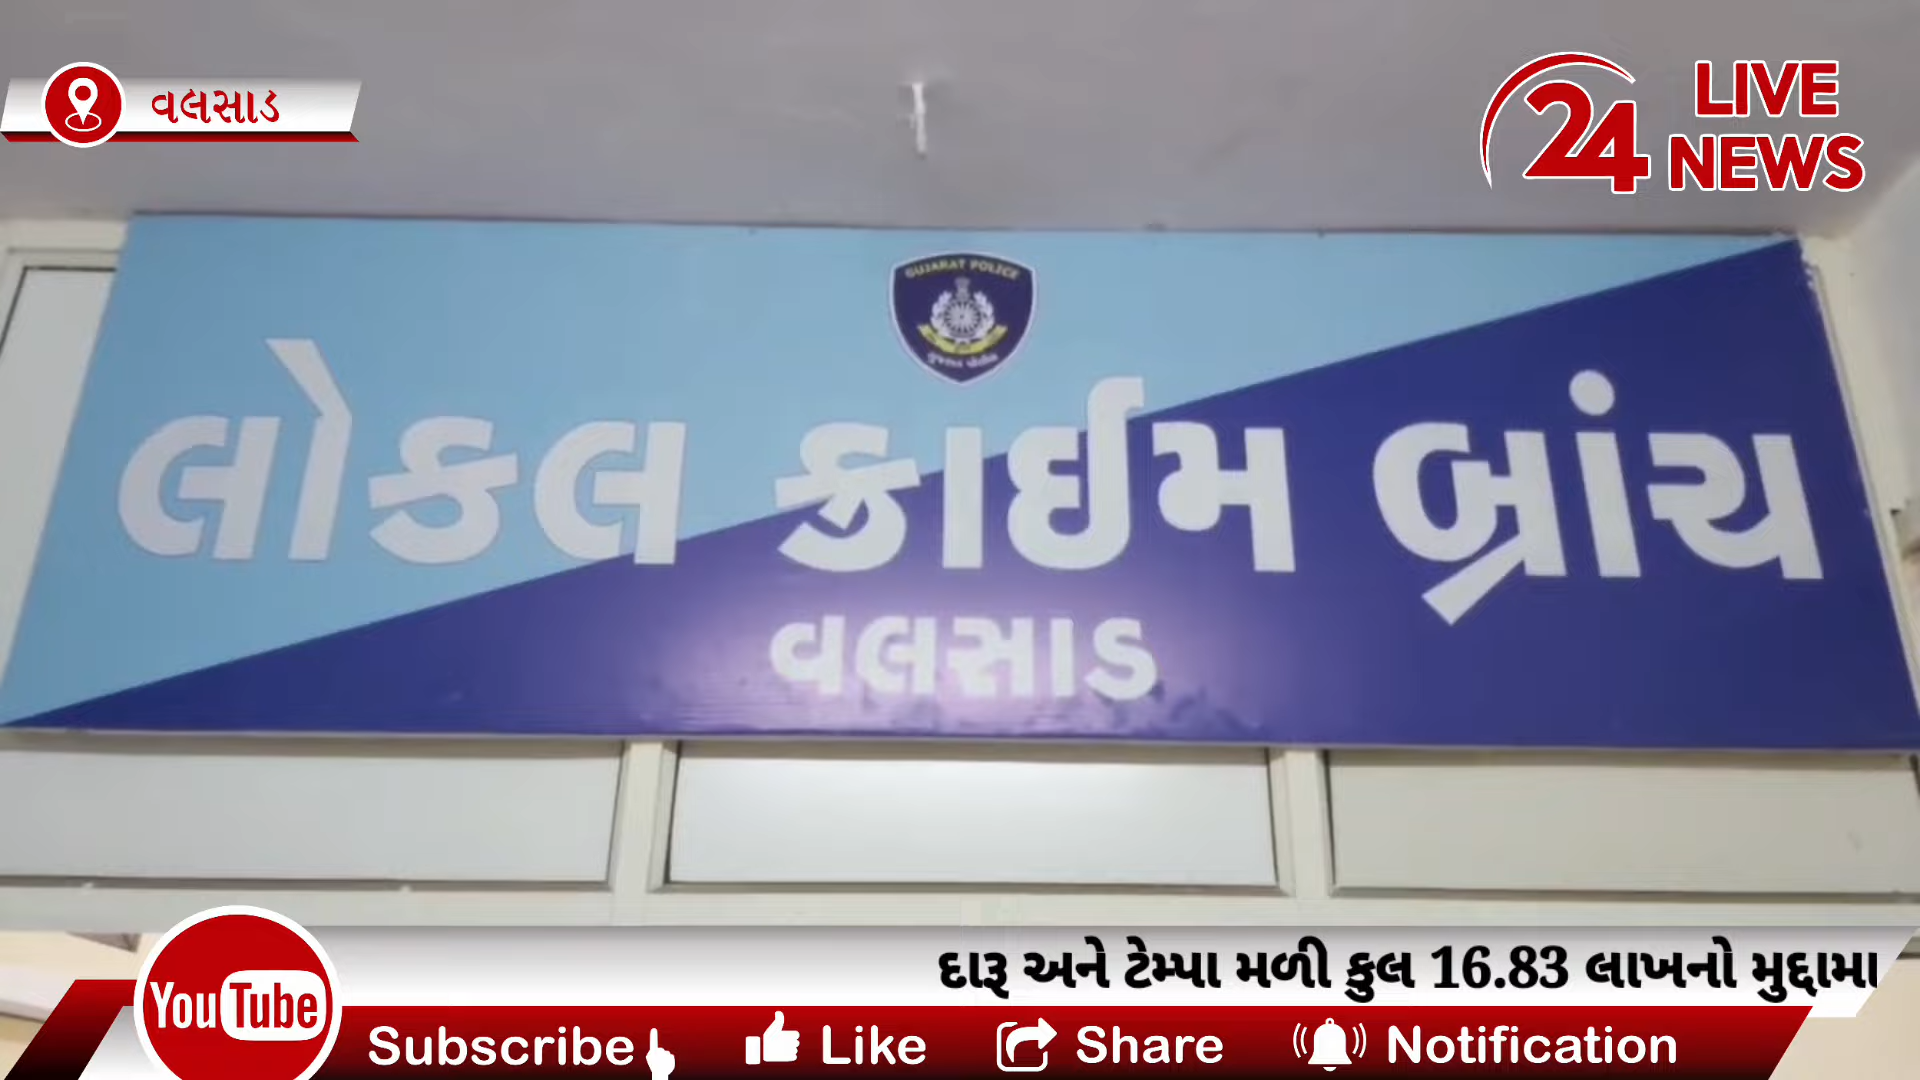 વલસાડ
24 LIVE NEWS
GUJARAT POLICE
લોકલ ક્રાઈમ બ્રાંચ
વલસાડ
દારૂ અને ટેમ્પા મળી કુલ 16.83 લાખનો મુદ્દામા
YouTube
Subscribe Like Share Notification